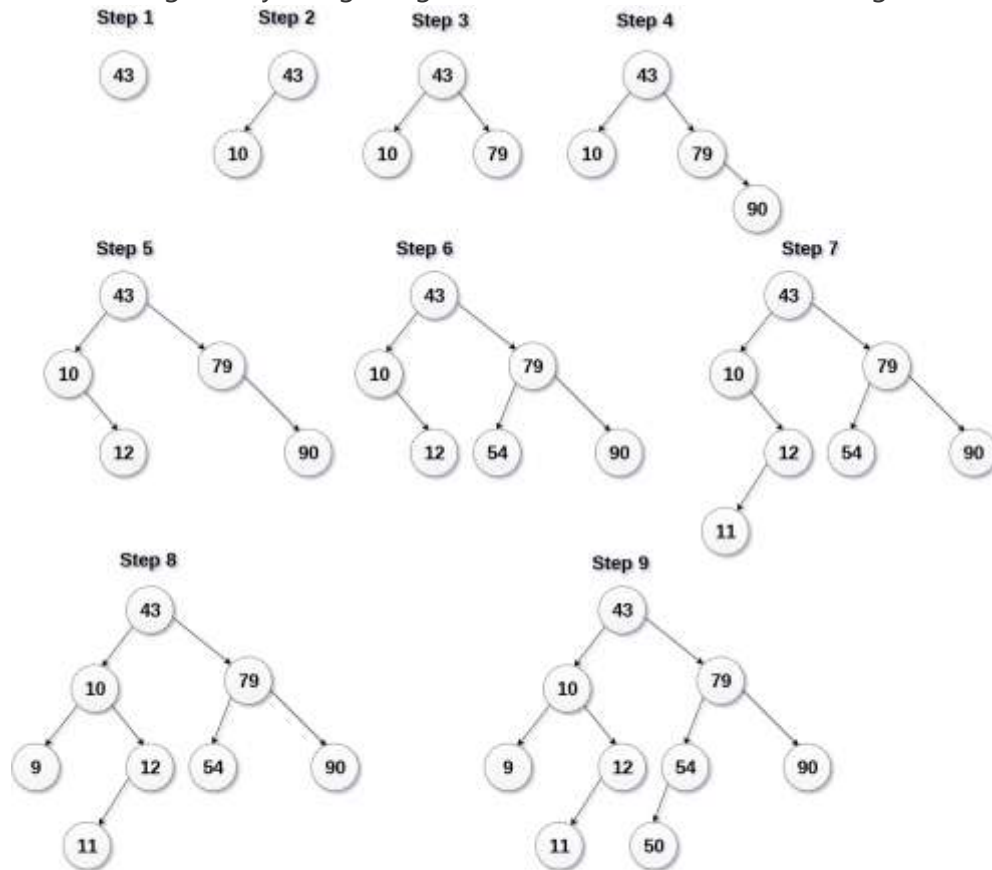 Step 1 Step 2 Step 3 Step 4
43 43 43 43
10 10 79 10 79
90
Step 5 Step 6 Step 7
43 43 43
10 79 10 79 10 79
12 90 12 54 90 12 54 90
11
Step 8 Step 9
43 43
10 79 10 79
9 12 54 90 9 12 54 90
11 11 50